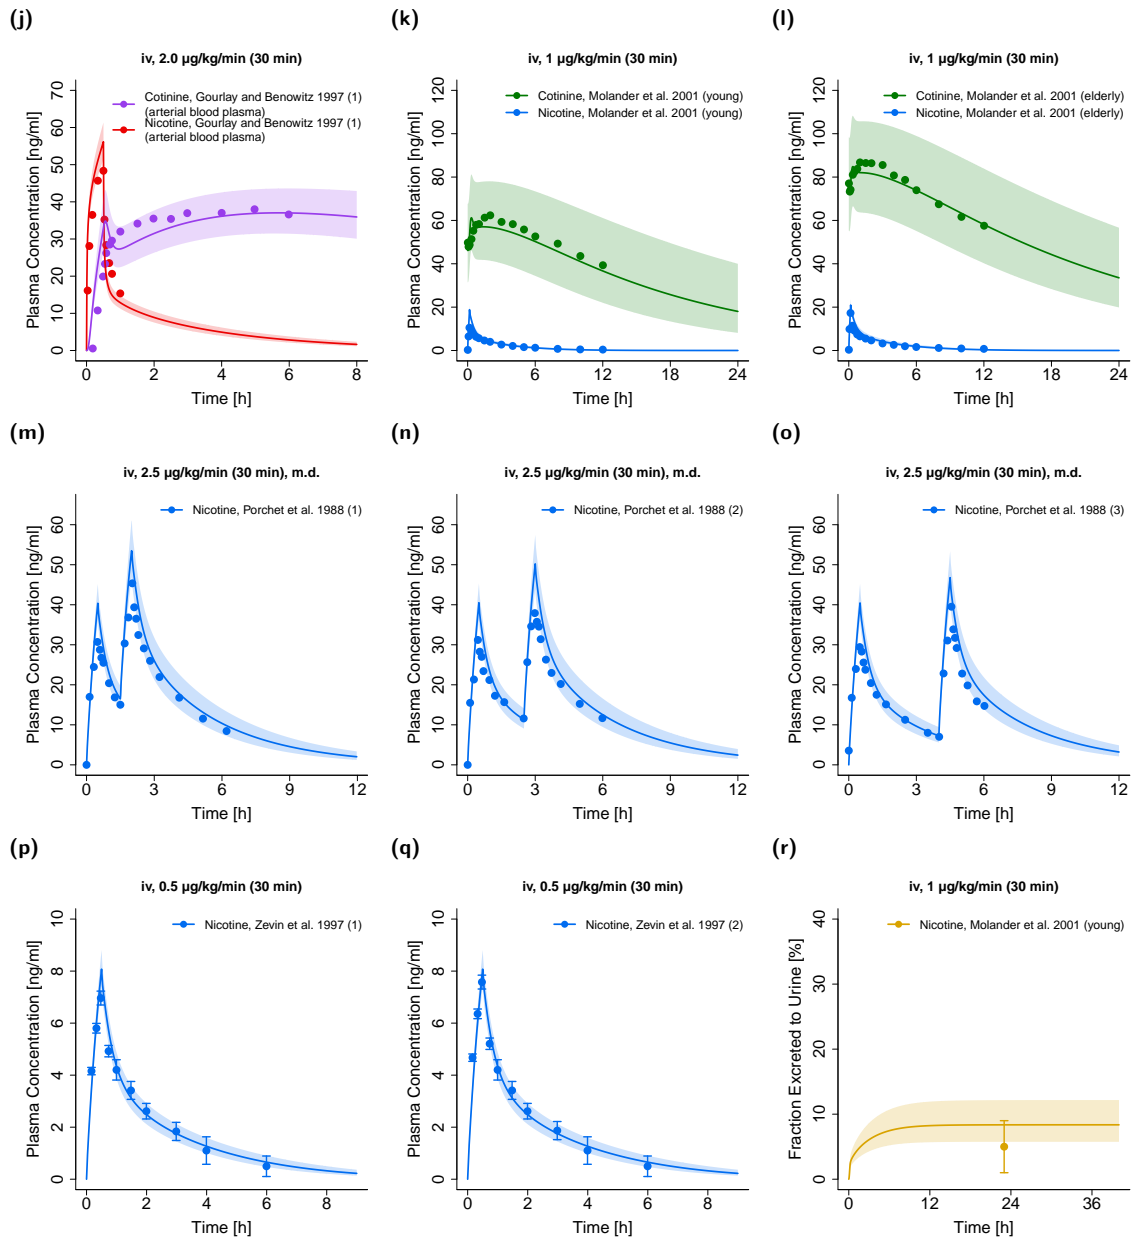 (j)
iv, 2.0 µg/kg/min (30 min)
Plasma Concentration [ng/ml]
70
60
50
40
30
20
10
0
Cotinine, Gourlay and Benowitz 1997 (1)
(arterial blood plasma)
Nicotine, Gourlay and Benowitz 1997 (1)
(arterial blood plasma)
0 2 4 6 8
Time [h]
(k)
iv, 1 µg/kg/min (30 min)
Plasma Concentration [ng/ml]
120
100
80
60
40
20
0
Cotinine, Molander et al. 2001 (young)
Nicotine, Molander et al. 2001 (young)
0 6 12 18 24
Time [h]
(l)
iv, 1 µg/kg/min (30 min)
Plasma Concentration [ng/ml]
120
100
80
60
40
20
0
Cotinine, Molander et al. 2001 (elderly)
Nicotine, Molander et al. 2001 (elderly)
0 6 12 18 24
Time [h]
(m)
iv, 2.5 µg/kg/min (30 min), m.d.
Plasma Concentration [ng/ml]
60
50
40
30
20
10
0
Nicotine, Porchet et al. 1988 (1)
0 3 6 9 12
Time [h]
(n)
iv, 2.5 µg/kg/min (30 min), m.d.
Plasma Concentration [ng/ml]
60
50
40
30
20
10
0
Nicotine, Porchet et al. 1988 (2)
0 3 6 9 12
Time [h]
(o)
iv, 2.5 µg/kg/min (30 min), m.d.
Plasma Concentration [ng/ml]
60
50
40
30
20
10
0
Nicotine, Porchet et al. 1988 (3)
0 3 6 9 12
Time [h]
(p)
iv, 0.5 µg/kg/min (30 min)
Plasma Concentration [ng/ml]
10
8
6
4
2
0
Nicotine, Zevin et al. 1997 (1)
0 2 4 6 8
Time [h]
(q)
iv, 0.5 µg/kg/min (30 min)
Plasma Concentration [ng/ml]
10
8
6
4
2
0
Nicotine, Zevin et al. 1997 (2)
0 2 4 6 8
Time [h]
(r)
iv, 1 µg/kg/min (30 min)
Fraction Excreted to Urine [%]
40
30
20
10
0
Nicotine, Molander et al. 2001 (young)
0 12 24 36
Time [h]